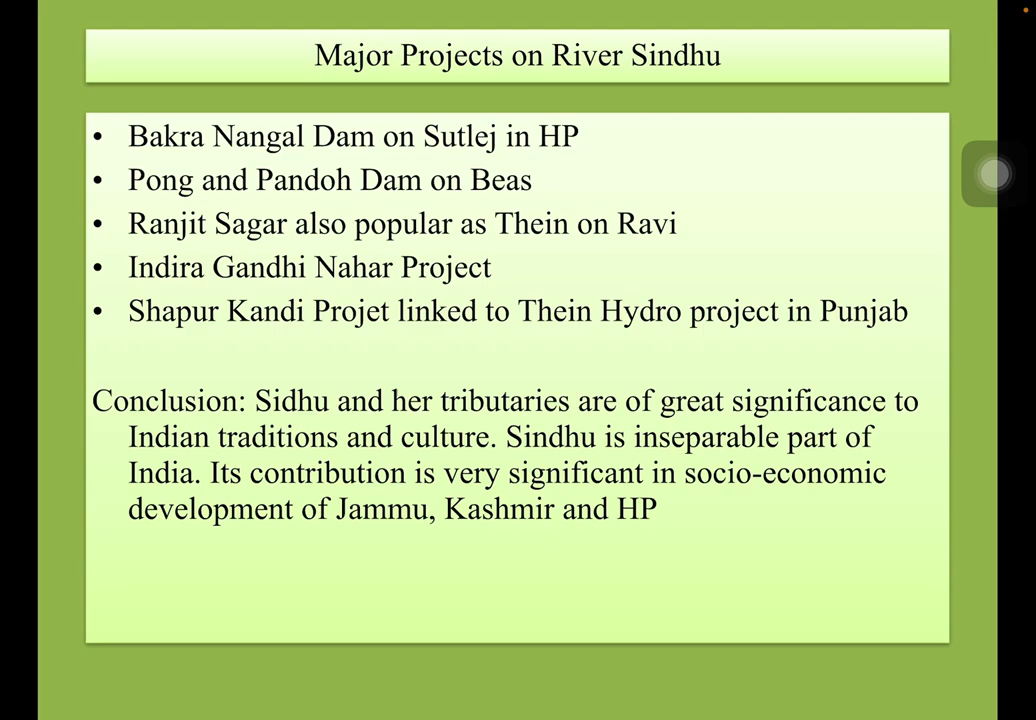 Major Projects on River Sindhu
• Bakra Nangal Dam on Sutlej in HP
• Pong and Pandoh Dam on Beas
• Ranjit Sagar also popular as Thein on Ravi
• Indira Gandhi Nahar Project
• Shapur Kandi Projet linked to Thein Hydro project in Punjab
Conclusion: Sidhu and her tributaries are of great significance to
Indian traditions and culture. Sindhu is inseparable part of
India. Its contribution is very significant in socio-economic
development of Jammu, Kashmir and HP